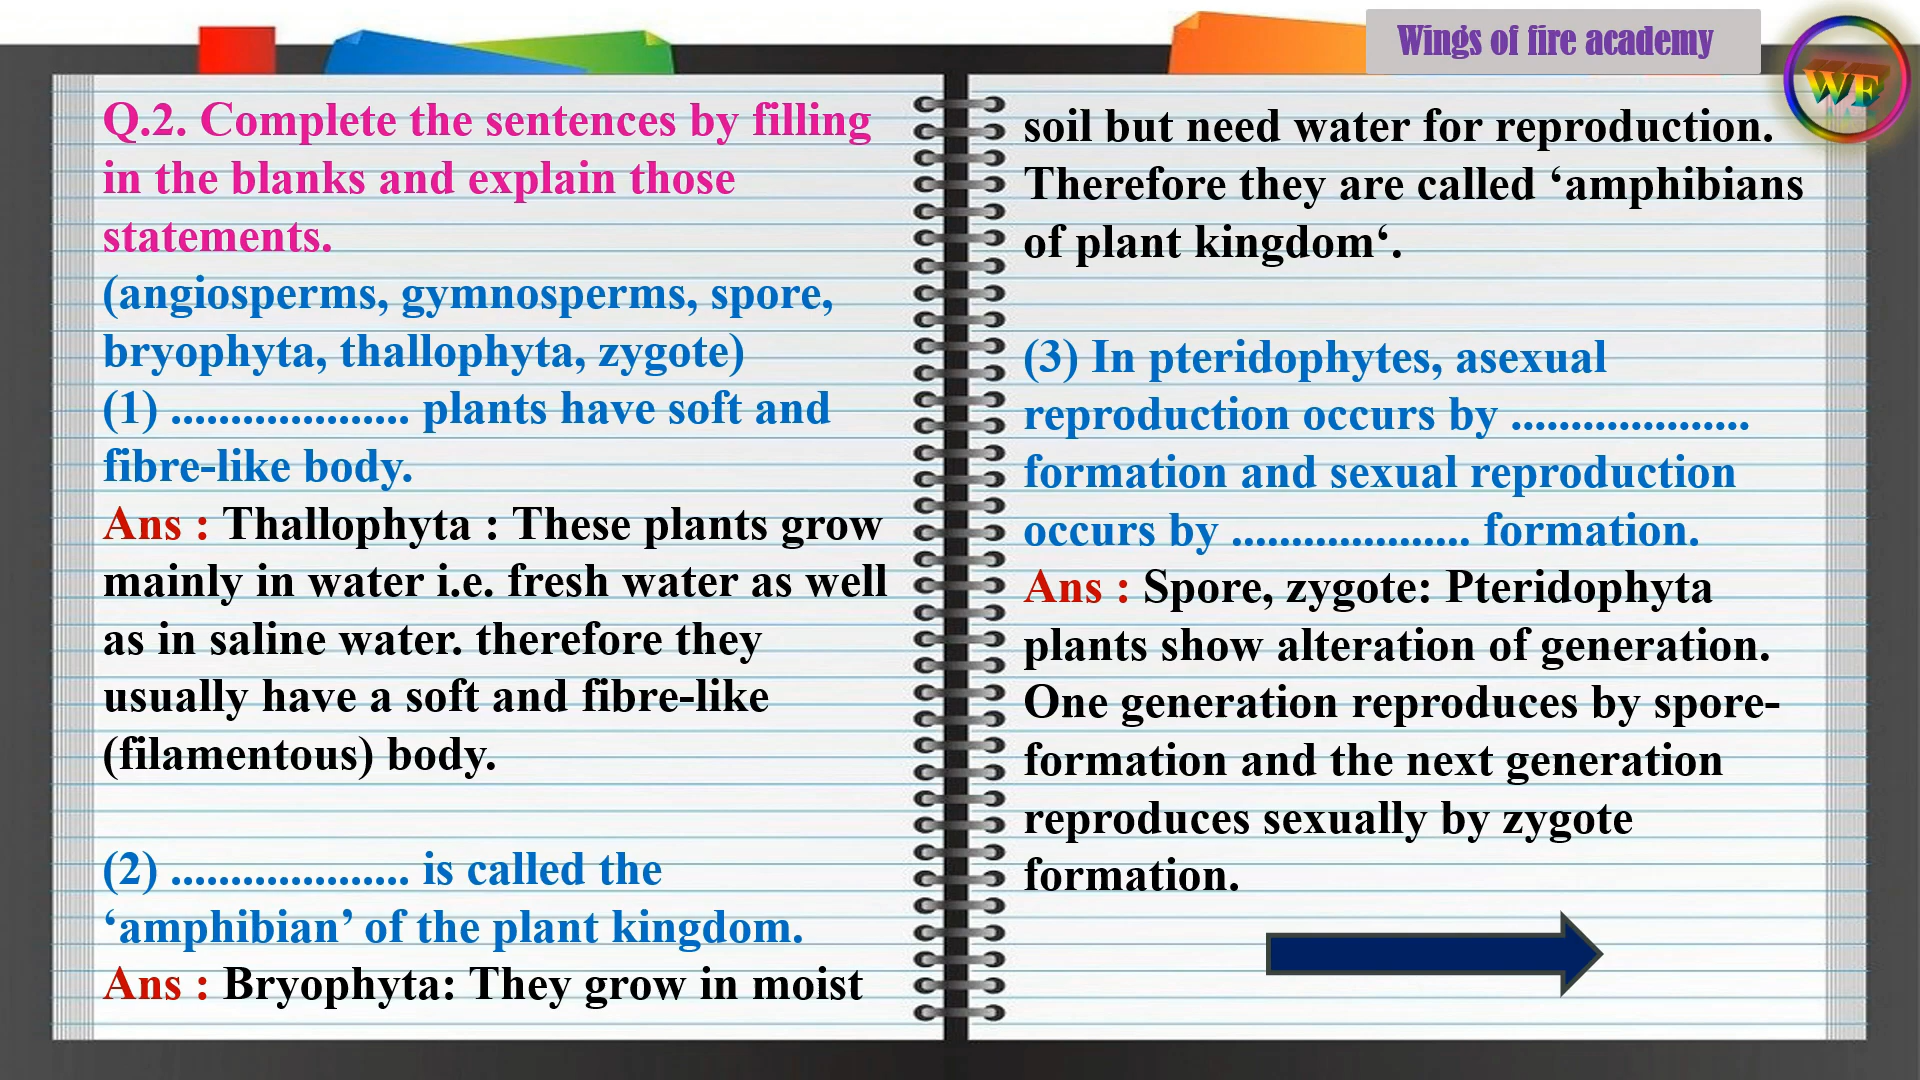 Wings of fire academy
WF
Q.2. Complete the sentences by filling
in the blanks and explain those
statements.
(angiosperms, gymnosperms, spore,
bryophyta, thallophyta, zygote)
(1) .................... plants have soft and
fibre-like body.
Ans : Thallophyta : These plants grow
mainly in water i.e. fresh water as well
as in saline water. therefore they
usually have a soft and fibre-like
(filamentous) body.
(2) .................... is called the
‘amphibian’ of the plant kingdom.
Ans : Bryophyta: They grow in moist
soil but need water for reproduction.
Therefore they are called ‘amphibians
of plant kingdom‘.
(3) In pteridophytes, asexual
reproduction occurs by ....................
formation and sexual reproduction
occurs by .................... formation.
Ans : Spore, zygote: Pteridophyta
plants show alteration of generation.
One generation reproduces by spore-
formation and the next generation
reproduces sexually by zygote
formation.